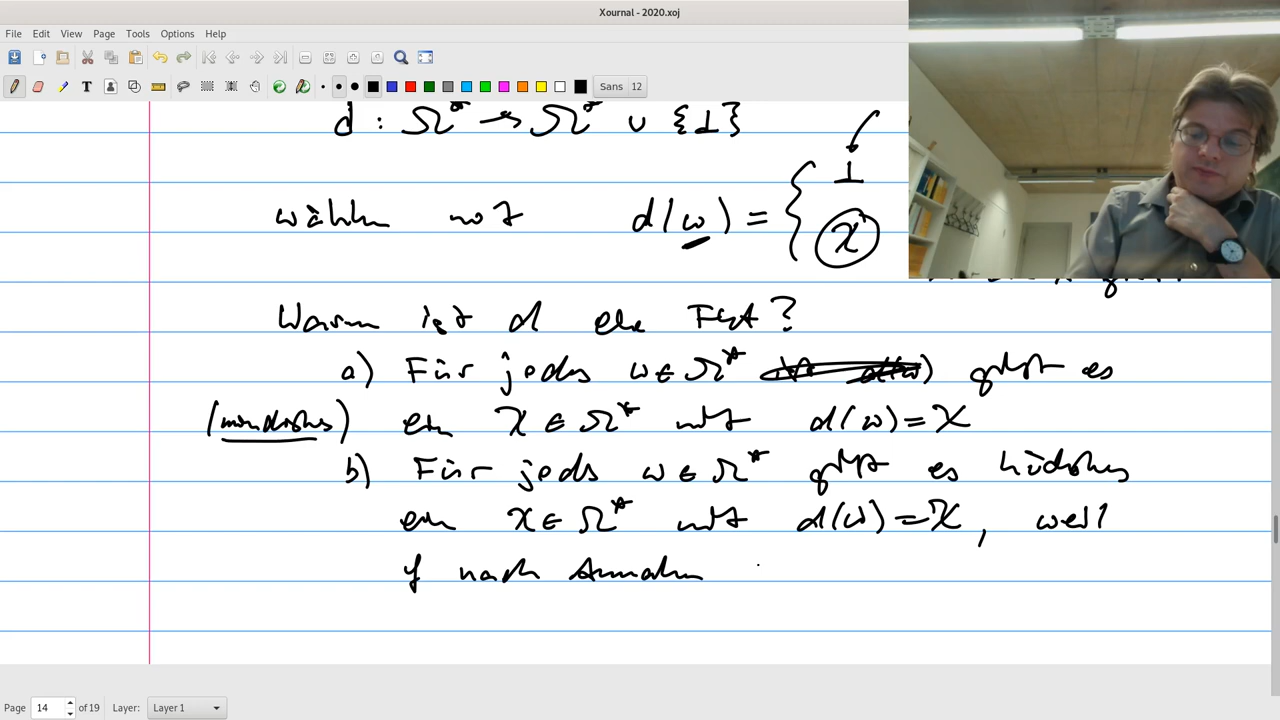 Xournal - 2020.xoj
File Edit View Page Tools Options Help
Sans 12
d : Ω* → Ω* ∪ {⊥}
wählen mit d(w) = { ⊥
x
Warum ist d eine Fkt?
a) Für jedes w ∈ Ω* gibt es
(mindestens) ein x ∈ Ω* mit d(w) = x
b) Für jedes w ∈ Ω* gibt es höchstens
ein x ∈ Ω* mit d(w) = x, weil
f nach Annahme
Page 14 of 19 Layer: Layer 1